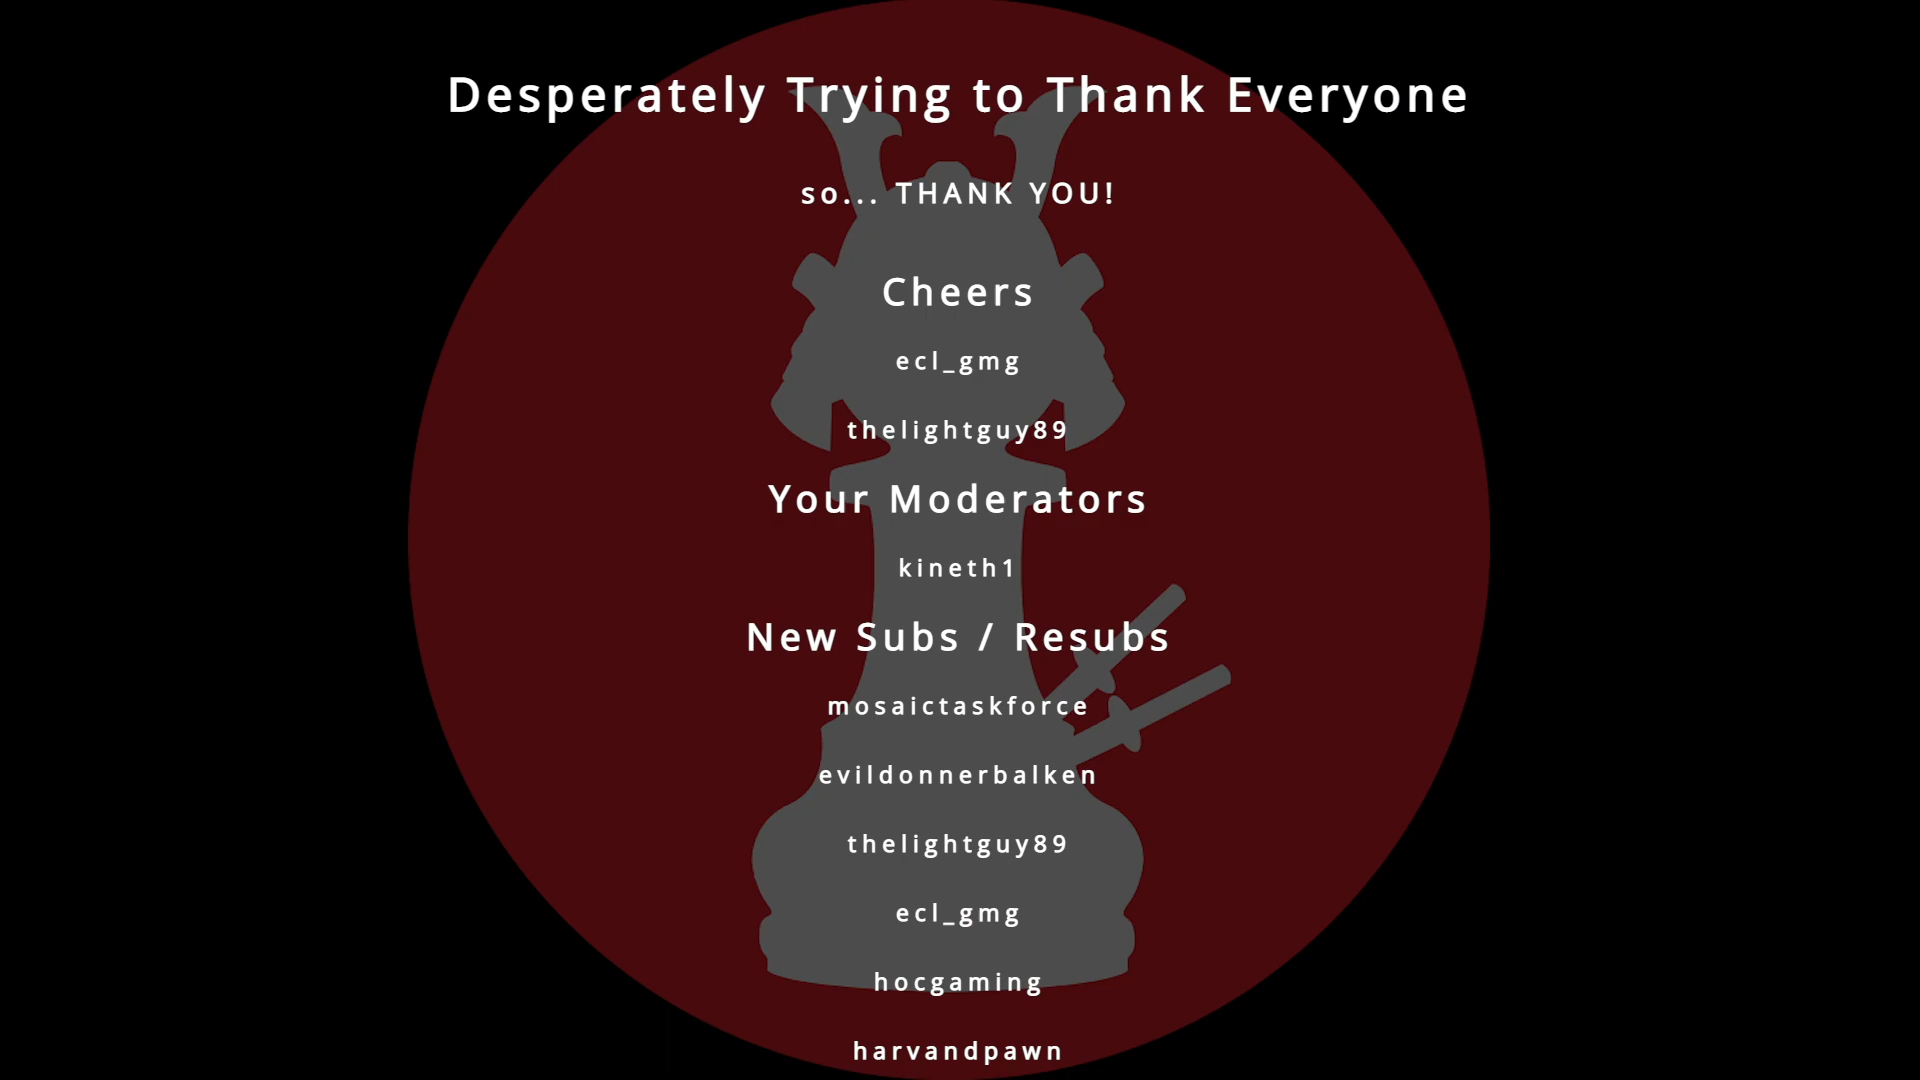 Desperately Trying to Thank Everyone
so... THANK YOU!
Cheers
ecl_gmg
thelightguy89
Your Moderators
kineth1
New Subs / Resubs
mosaictaskforce
evildonnerbalken
thelightguy89
ecl_gmg
hocgaming
harvandpawn